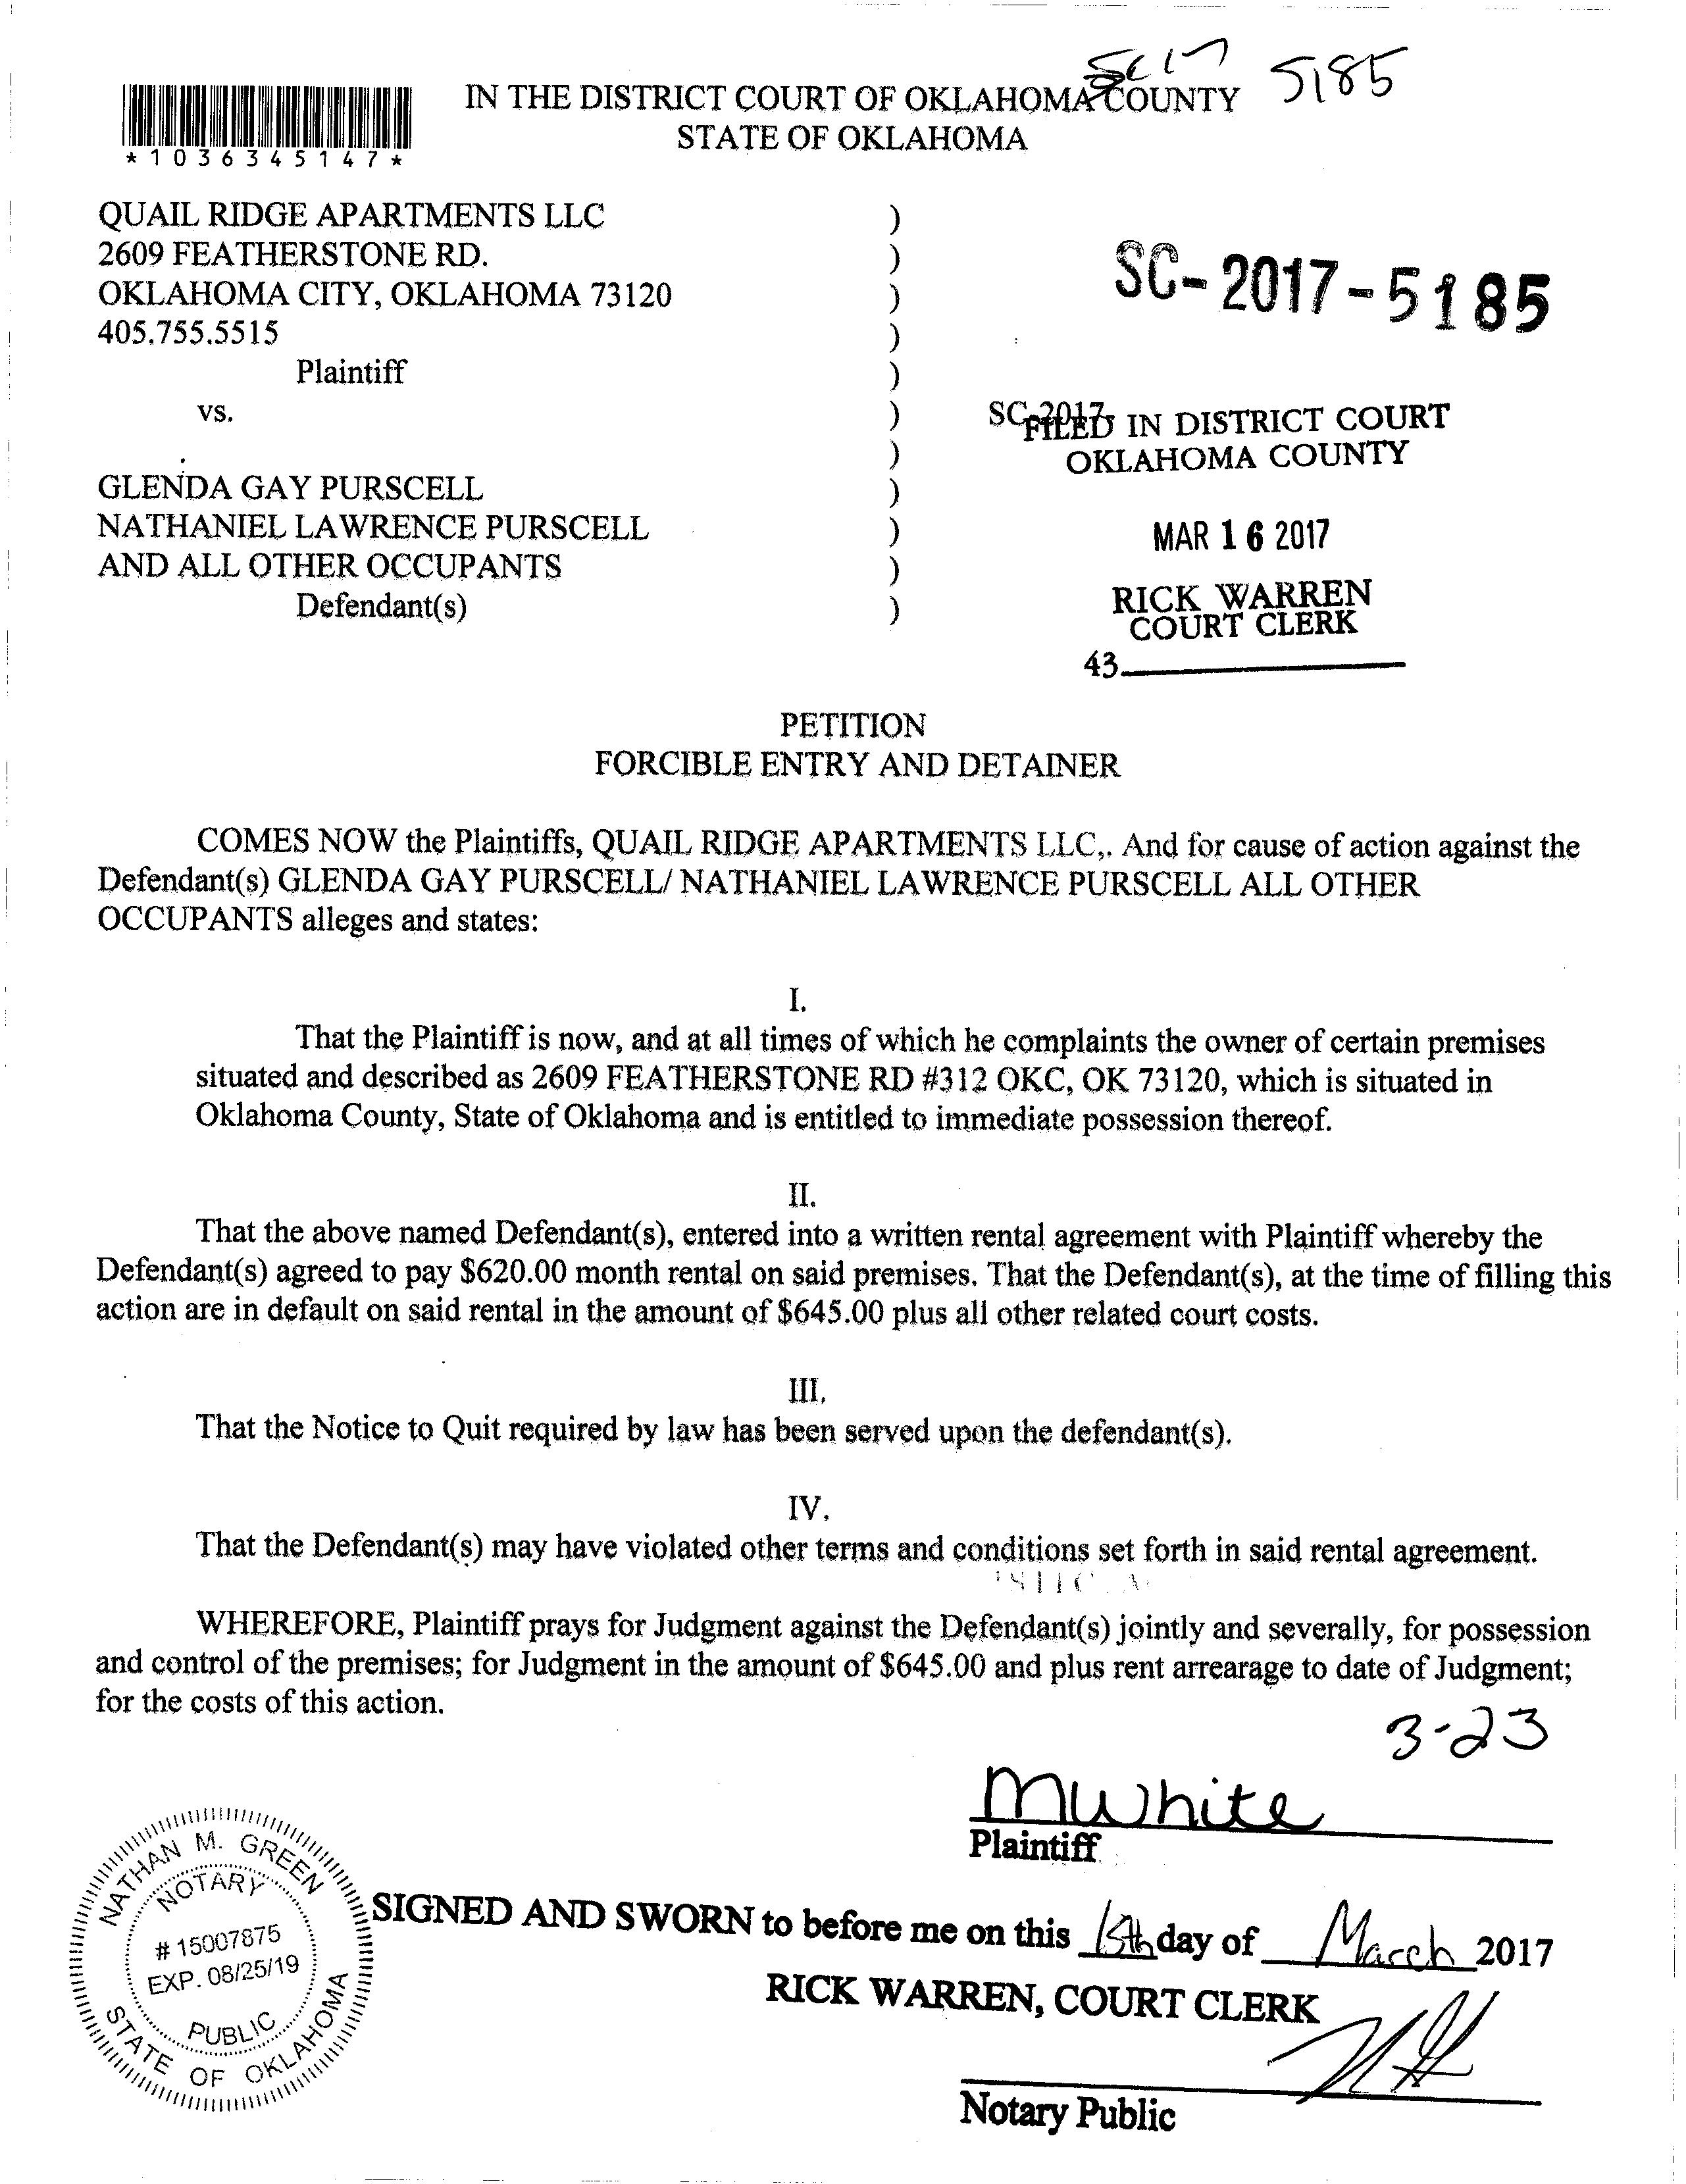 SC17 5185
IN THE DISTRICT COURT OF OKLAHOMA COUNTY
STATE OF OKLAHOMA
*1036345147*
QUAIL RIDGE APARTMENTS LLC )
2609 FEATHERSTONE RD. )
OKLAHOMA CITY, OKLAHOMA 73120 )
405.755.5515 )
Plaintiff )
vs. )
)
GLENDA GAY PURSCELL )
NATHANIEL LAWRENCE PURSCELL )
AND ALL OTHER OCCUPANTS )
Defendant(s) )
SC-2017-5185
SC-2017-
FILED IN DISTRICT COURT
OKLAHOMA COUNTY
MAR 16 2017
RICK WARREN
COURT CLERK
43
PETITION
FORCIBLE ENTRY AND DETAINER
COMES NOW the Plaintiffs, QUAIL RIDGE APARTMENTS LLC,. And for cause of action against the
Defendant(s) GLENDA GAY PURSCELL/ NATHANIEL LAWRENCE PURSCELL ALL OTHER
OCCUPANTS alleges and states:
I.
That the Plaintiff is now, and at all times of which he complaints the owner of certain premises
situated and described as 2609 FEATHERSTONE RD #312 OKC, OK 73120, which is situated in
Oklahoma County, State of Oklahoma and is entitled to immediate possession thereof.
II.
That the above named Defendant(s), entered into a written rental agreement with Plaintiff whereby the
Defendant(s) agreed to pay $620.00 month rental on said premises. That the Defendant(s), at the time of filling this
action are in default on said rental in the amount of $645.00 plus all other related court costs.
III.
That the Notice to Quit required by law has been served upon the defendant(s).
IV.
That the Defendant(s) may have violated other terms and conditions set forth in said rental agreement.
WHEREFORE, Plaintiff prays for Judgment against the Defendant(s) jointly and severally, for possession
and control of the premises; for Judgment in the amount of $645.00 and plus rent arrearage to date of Judgment;
for the costs of this action.
3-23
MWhite
Plaintiff
NATHAN M. GREEN
NOTARY
# 15007875
EXP. 08/25/19
PUBLIC
STATE OF OKLAHOMA
SIGNED AND SWORN to before me on this 15th day of March 2017
RICK WARREN, COURT CLERK
Notary Public